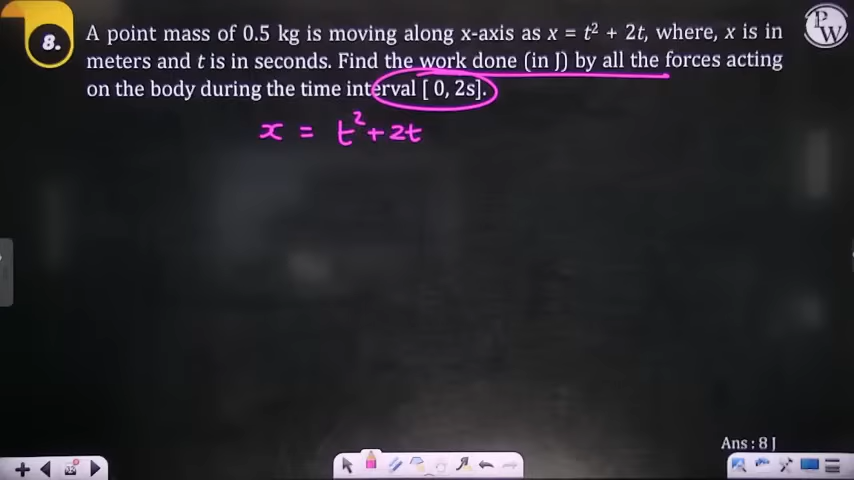 8.
A point mass of 0.5 kg is moving along x-axis as x = t² + 2t, where, x is in
meters and t is in seconds. Find the work done (in J) by all the forces acting
on the body during the time interval [ 0, 2s].
x = t² + 2t
Ans : 8 J
PW